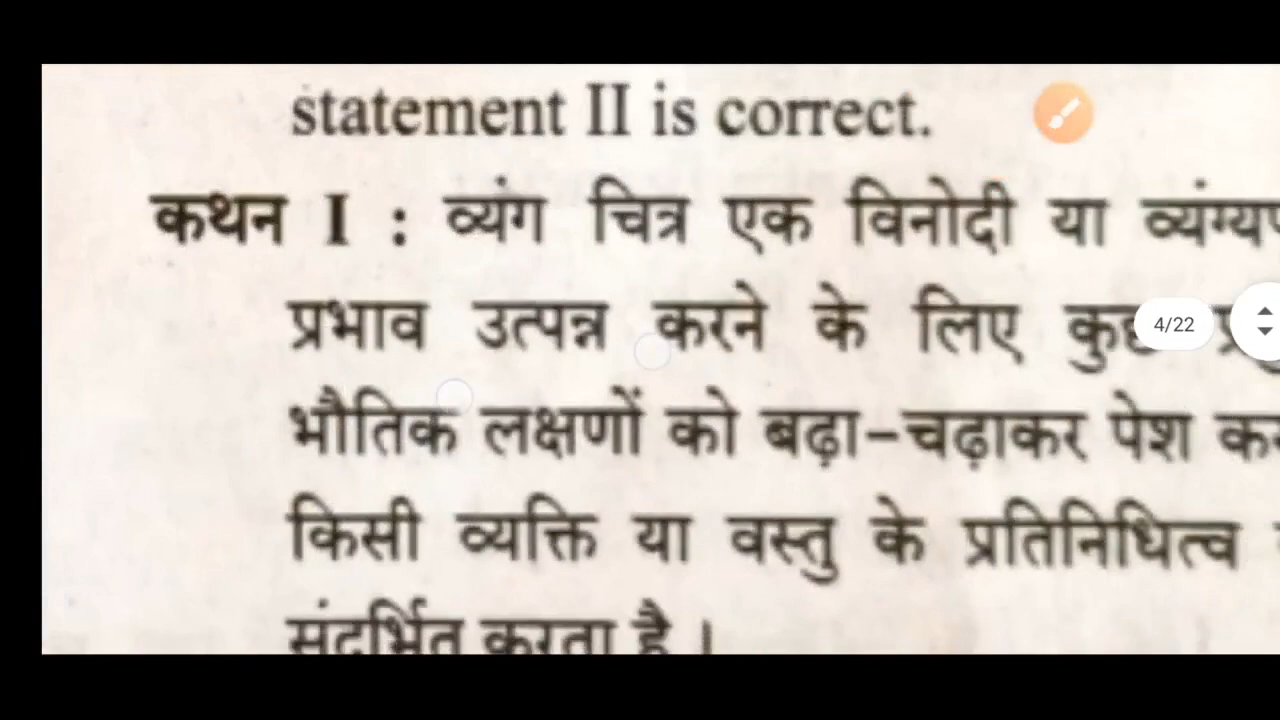 statement II is correct.
कथन I : व्यंग चित्र एक विनोदी या
प्रभाव उत्पन्न करने के लिए कुछ
4/22
भौतिक लक्षणों को बढ़ा-चढ़ाकर पेश
किसी व्यक्ति या वस्तु के प्रतिनिधित्व
संदर्भित करता है ।